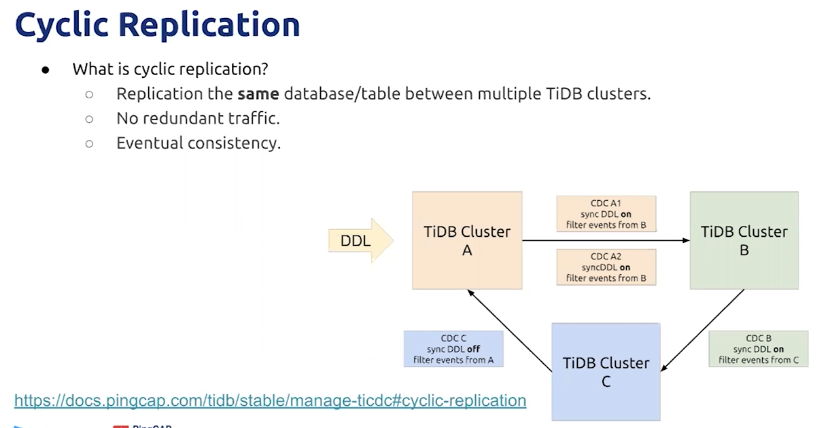 Cyclic Replication
● What is cyclic replication?
○ Replication the same database/table between multiple TiDB clusters.
○ No redundant traffic.
○ Eventual consistency.
DDL
TiDB Cluster
A
CDC A1
sync DDL on
filter events from B
CDC A2
syncDDL on
filter events from B
TiDB Cluster
B
CDC C
sync DDL off
filter events from A
TiDB Cluster
C
CDC B
sync DDL on
filter events from C
https://docs.pingcap.com/tidb/stable/manage-ticdc#cyclic-replication
PingCAP